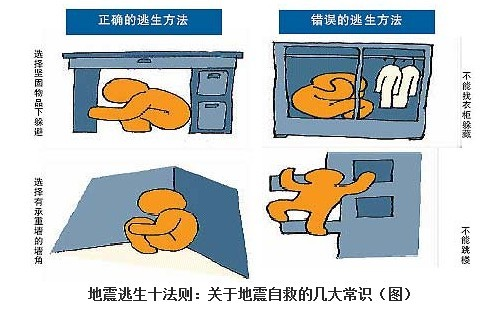 正确的逃生方法
错误的逃生方法
选择坚固物品下躲避
不能找衣柜躲藏
选择有承重墙的墙角
不能跳楼
地震逃生十法则：关于地震自救的几大常识（图）